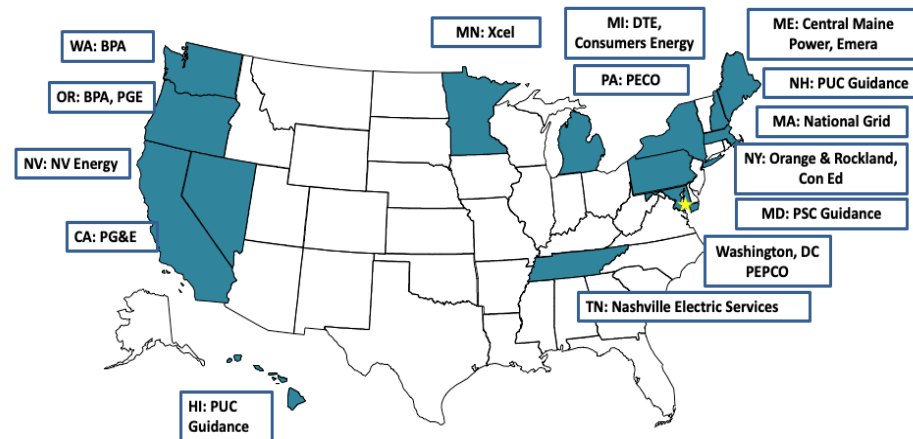 WA: BPA
OR: BPA, PGE
NV: NV Energy
CA: PG&E
HI: PUC
Guidance
MN: Xcel
MI: DTE,
Consumers Energy
PA: PECO
ME: Central Maine
Power, Emera
NH: PUC Guidance
MA: National Grid
NY: Orange & Rockland,
Con Ed
MD: PSC Guidance
Washington, DC
PEPCO
TN: Nashville Electric Services